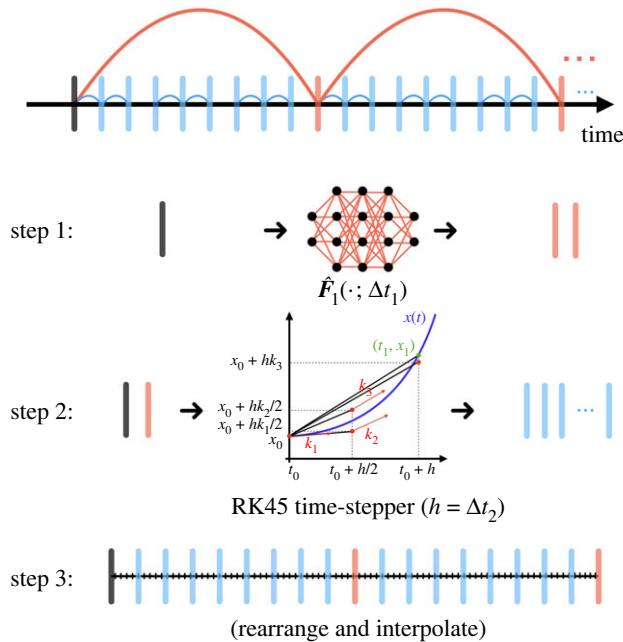 ...
...
time
step 1:
F̂₁(·; Δt₁)
x(t)
(t₁, x₁)
x₀ + hk₃
k₃
step 2:
x₀ + hk₂/2
x₀ + hk₁/2
x₀
k₁
k₂
...
t₀ t₀ + h/2 t₀ + h
RK45 time-stepper (h = Δt₂)
step 3:
(rearrange and interpolate)